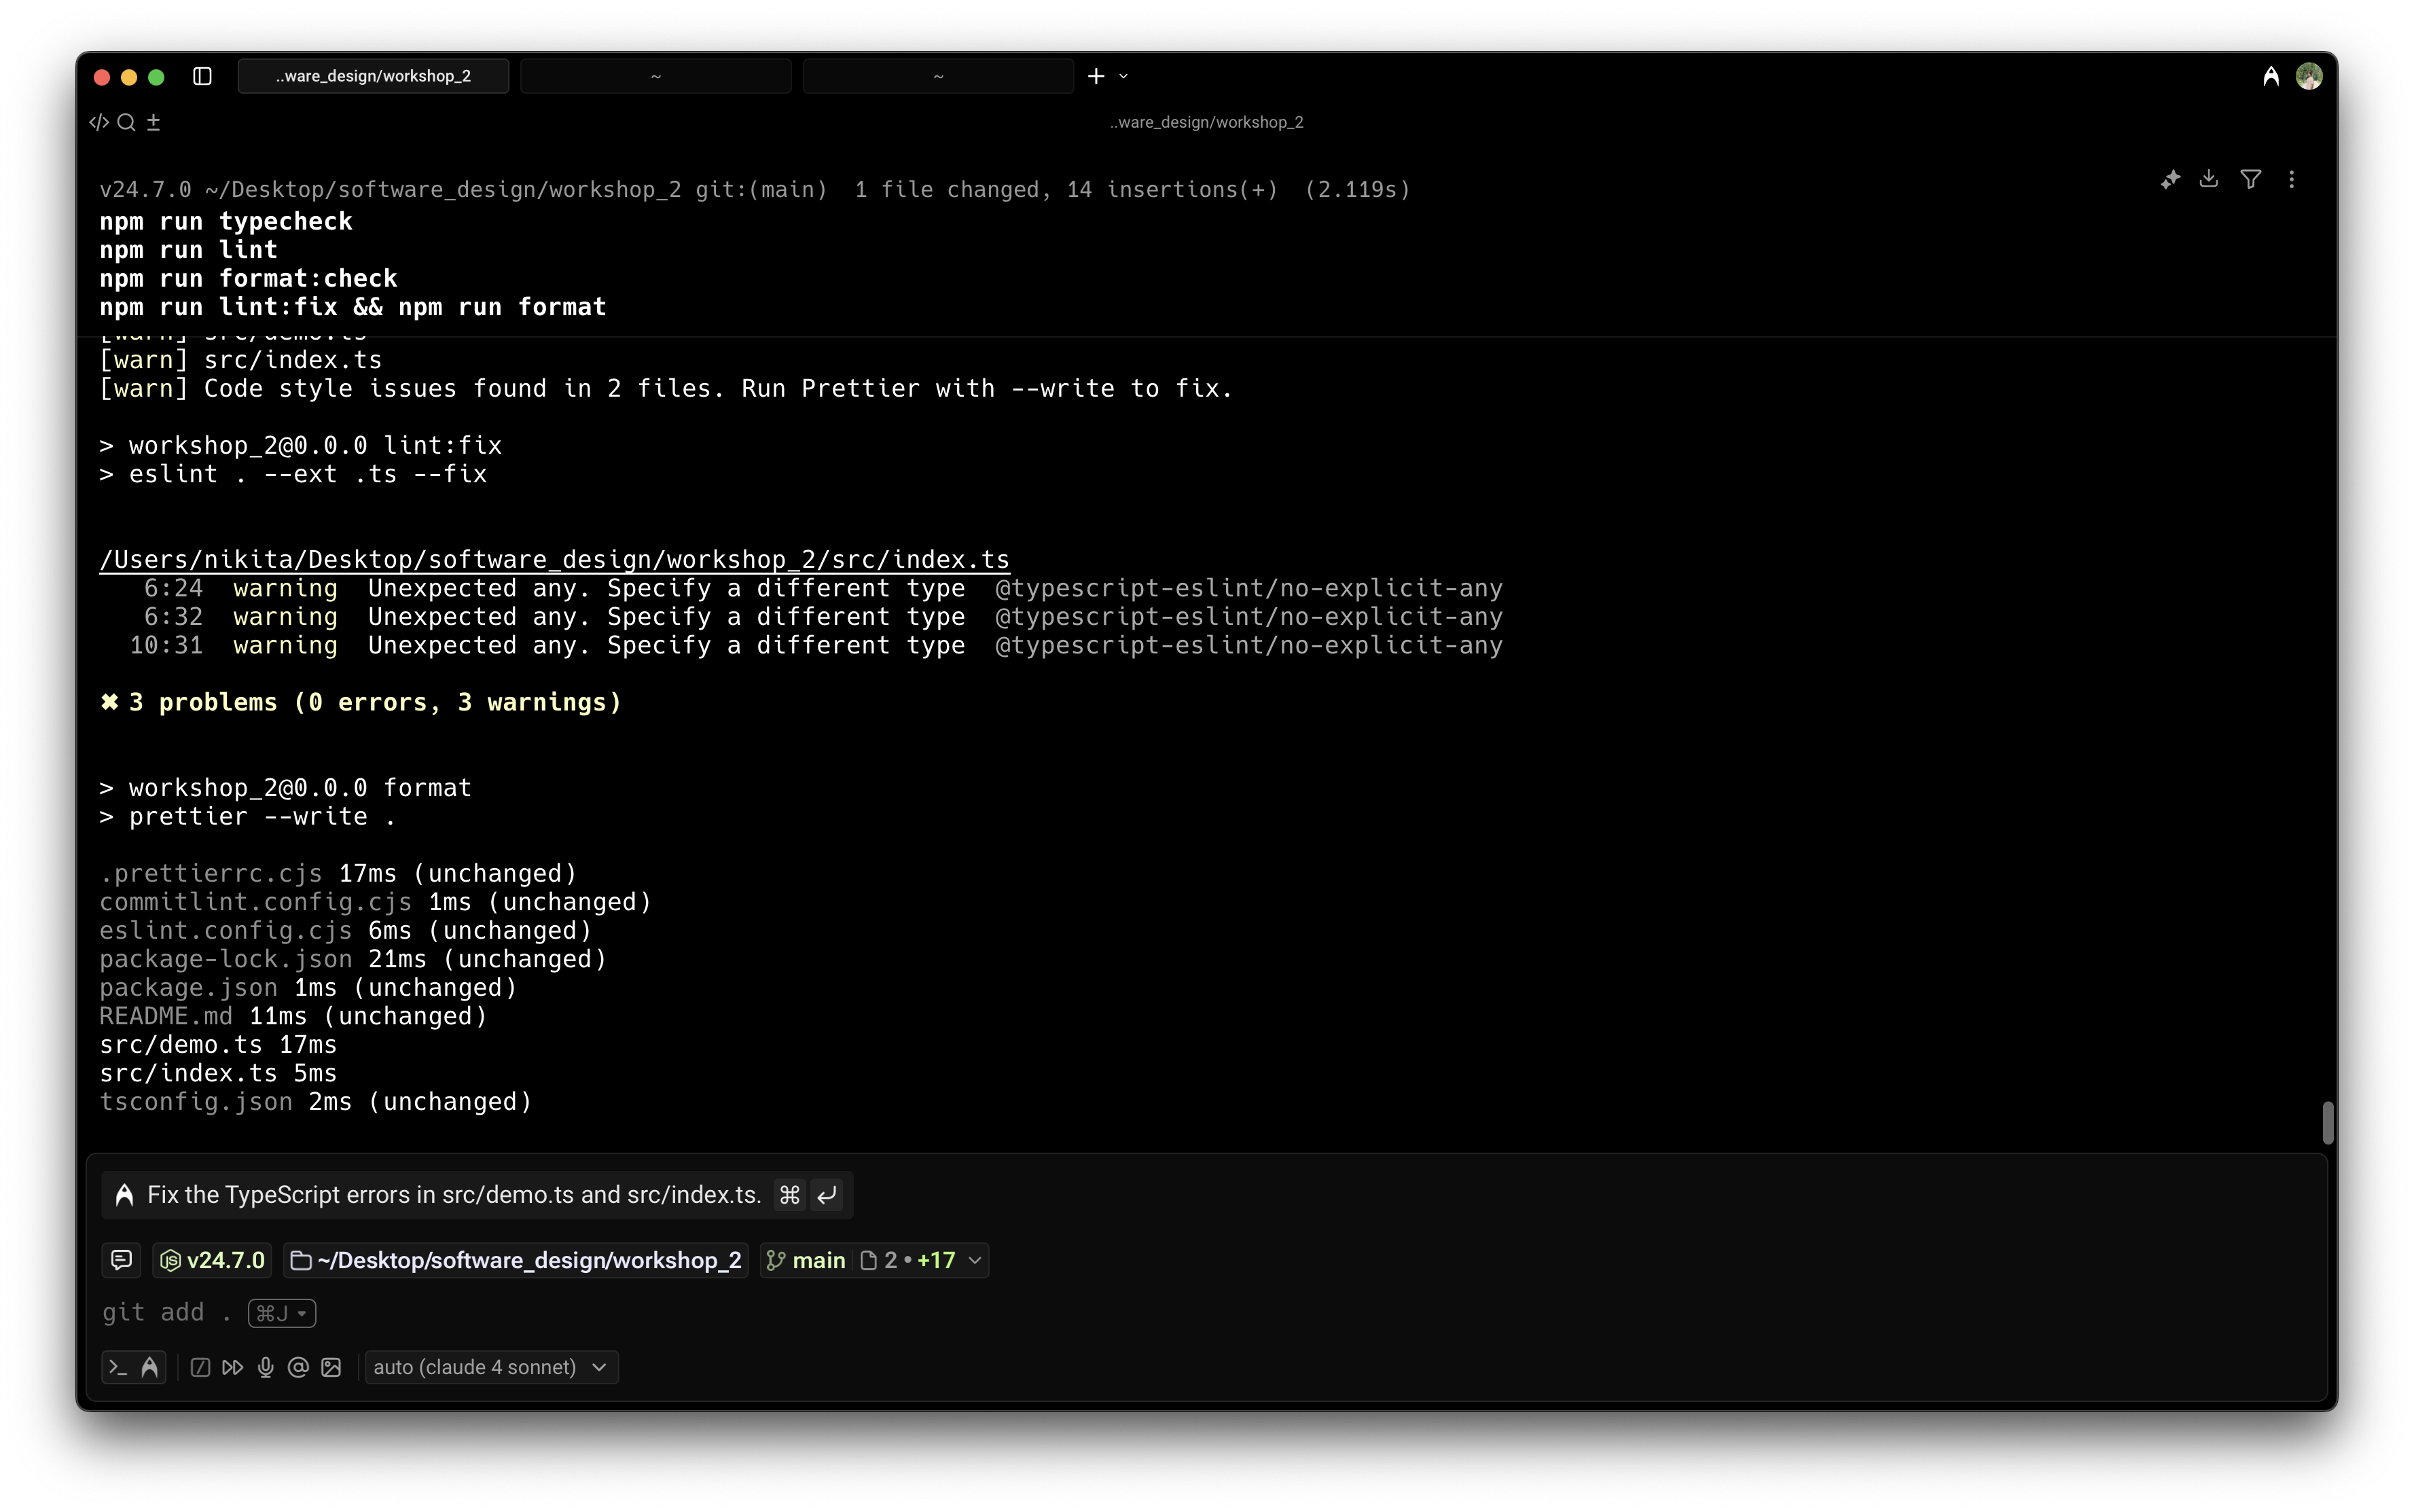 ..ware_design/workshop_2
~
~
..ware_design/workshop_2
v24.7.0 ~/Desktop/software_design/workshop_2 git:(main)  1 file changed, 14 insertions(+)  (2.119s)
npm run typecheck
npm run lint
npm run format:check
npm run lint:fix && npm run format
[warn] src/demo.ts
[warn] src/index.ts
[warn] Code style issues found in 2 files. Run Prettier with --write to fix.
> workshop_2@0.0.0 lint:fix
> eslint . --ext .ts --fix
/Users/nikita/Desktop/software_design/workshop_2/src/index.ts
6:24  warning  Unexpected any. Specify a different type  @typescript-eslint/no-explicit-any
6:32  warning  Unexpected any. Specify a different type  @typescript-eslint/no-explicit-any
10:31  warning  Unexpected any. Specify a different type  @typescript-eslint/no-explicit-any
✖ 3 problems (0 errors, 3 warnings)
> workshop_2@0.0.0 format
> prettier --write .
.prettierrc.cjs 17ms (unchanged)
commitlint.config.cjs 1ms (unchanged)
eslint.config.cjs 6ms (unchanged)
package-lock.json 21ms (unchanged)
package.json 1ms (unchanged)
README.md 11ms (unchanged)
src/demo.ts 17ms
src/index.ts 5ms
tsconfig.json 2ms (unchanged)
Fix the TypeScript errors in src/demo.ts and src/index.ts. ⌘ ↵
v24.7.0 ~/Desktop/software_design/workshop_2 main 2 • +17
git add . ⌘J
auto (claude 4 sonnet)